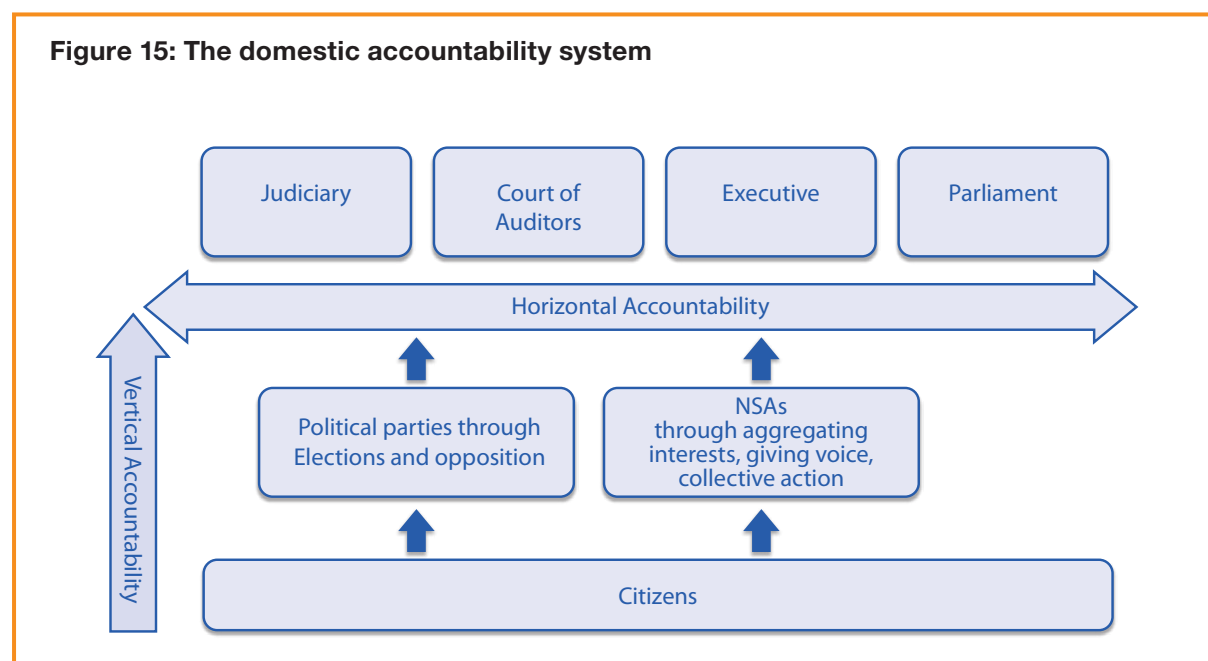 Figure 15: The domestic accountability system
Judiciary
Court of
Auditors
Executive
Parliament
Horizontal Accountability
Vertical Accountability
Political parties through
Elections and opposition
NSAs
through aggregating
interests, giving voice,
collective action
Citizens